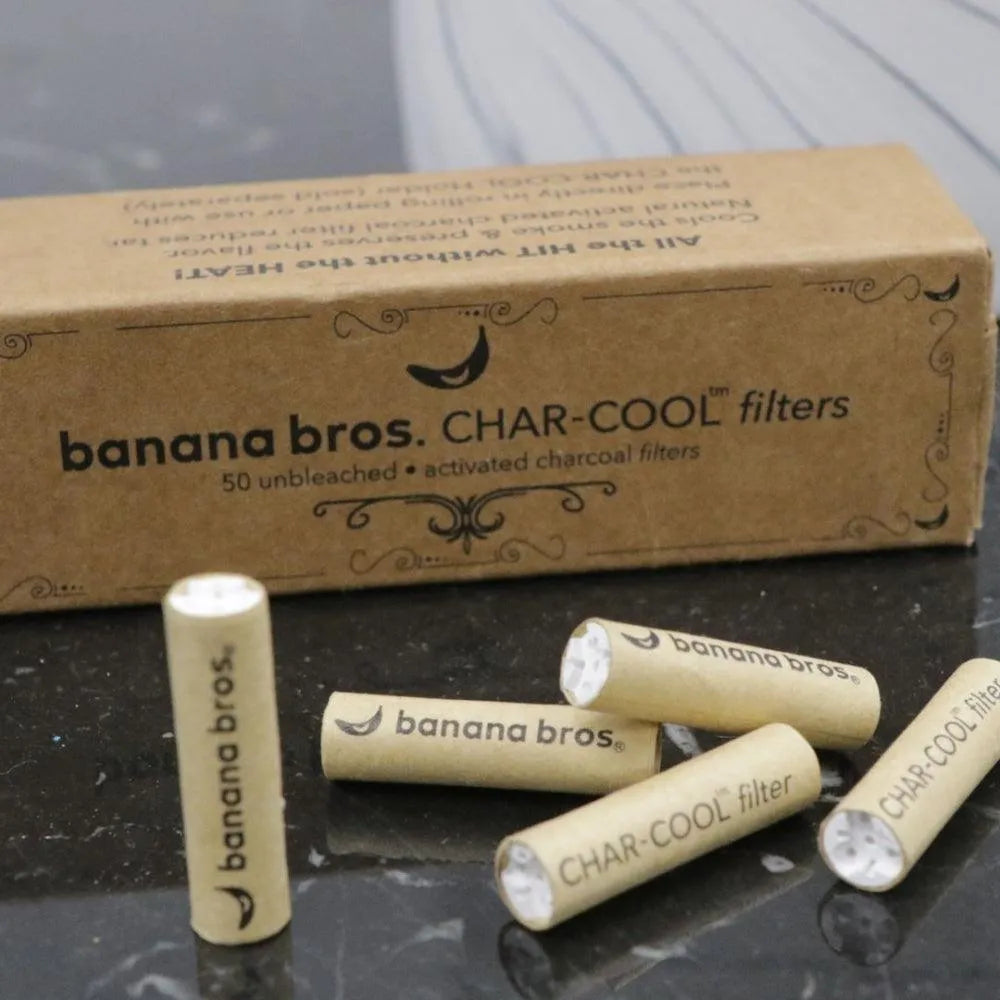 All the HIT without the HEAT!
Cools the smoke & preserves the flavor.
Natural activated charcoal filter reduces tar.
Place directly in rolling paper or use with
the CHAR-COOL Holder (sold separately)
banana bros. CHAR-COOL™ filters
50 unbleached • activated charcoal filters
banana bros.®
banana bros.®
banana bros.®
CHAR-COOL™ filter
CHAR-COOL™ filter